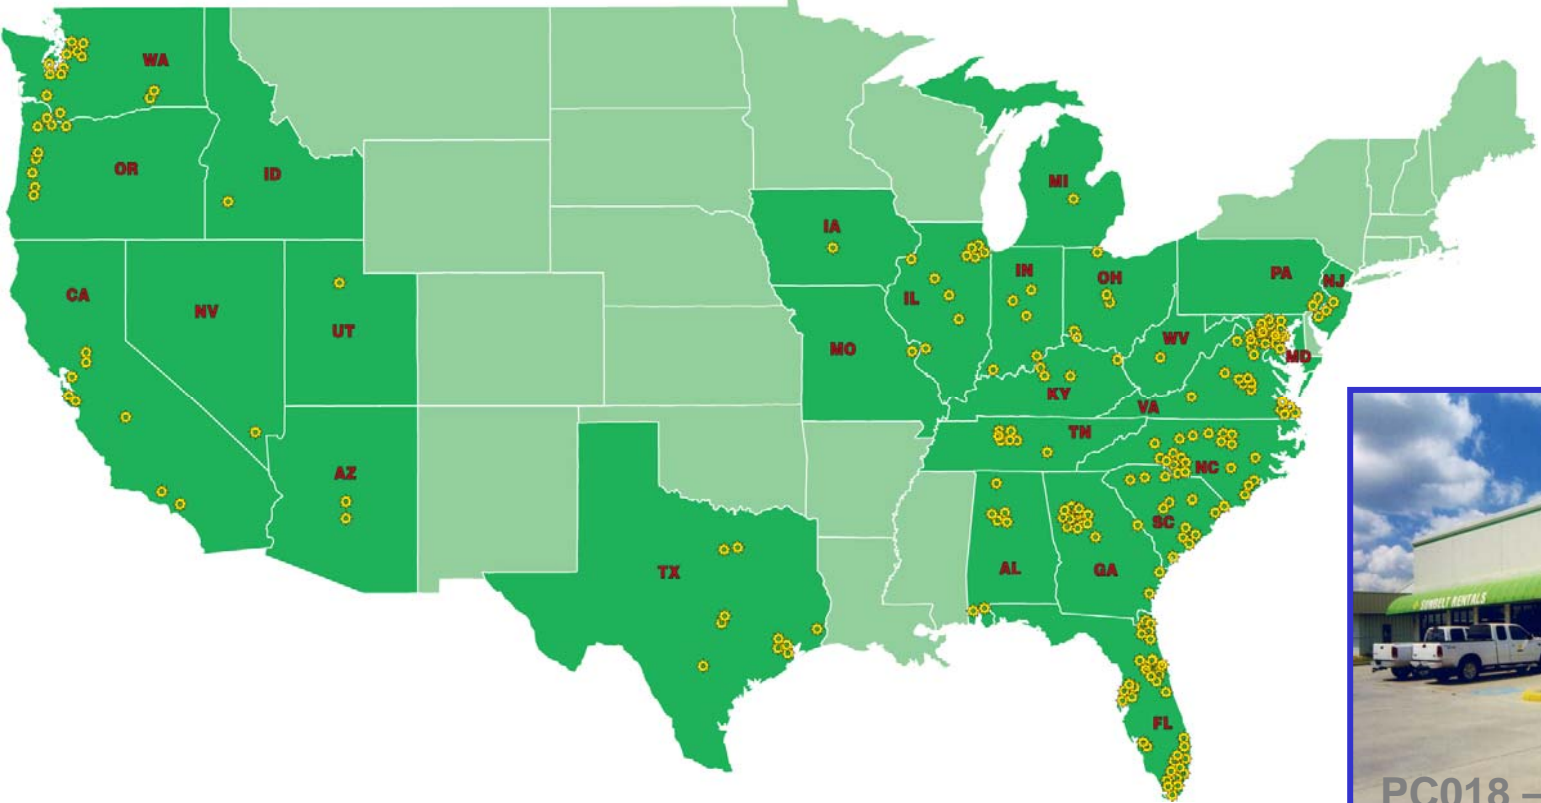 WA
OR
ID
MI
IA
CA
NV
UT
IL
IN
OH
PA
NJ
MO
WV
MD
KY
VA
TN
AZ
NC
SC
TX
AL
GA
FL
SUNBELT RENTALS
PC018 –